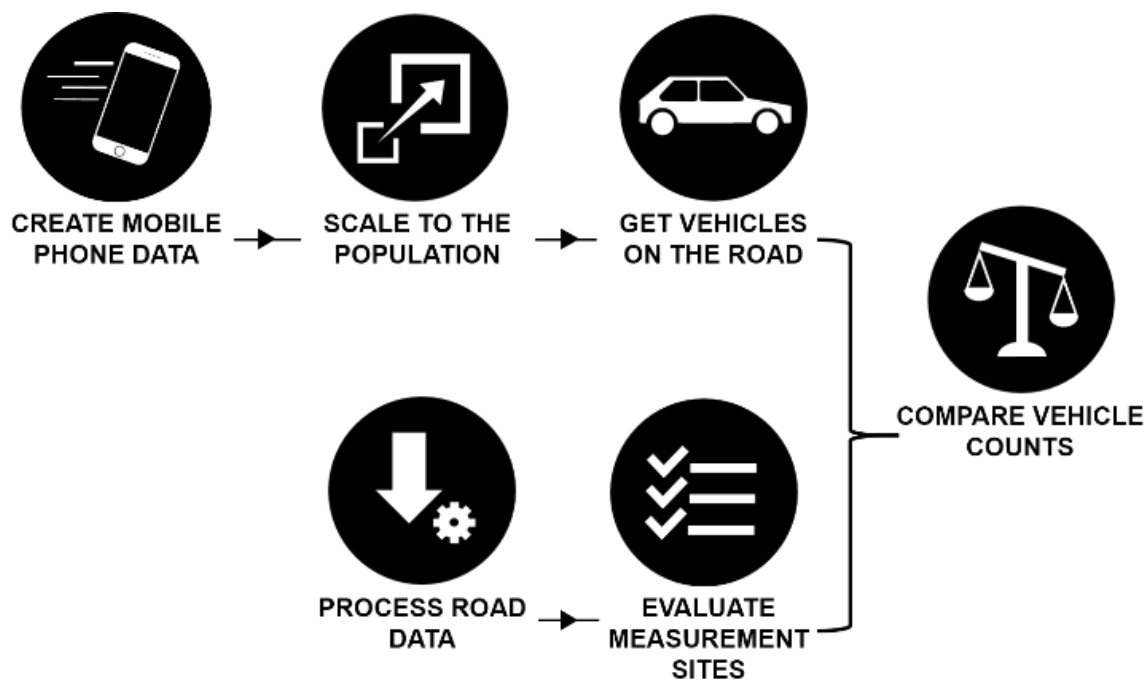 CREATE MOBILE
PHONE DATA
SCALE TO THE
POPULATION
GET VEHICLES
ON THE ROAD
COMPARE VEHICLE
COUNTS
PROCESS ROAD
DATA
EVALUATE
MEASUREMENT
SITES